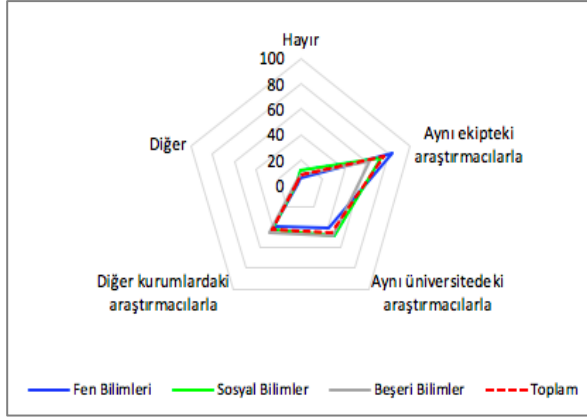 Hayır
100
80
60
40
20
0
Aynı ekipteki
araştırmacılarla
Diğer
Diğer kurumlardaki
araştırmacılarla
Aynı üniversitedeki
araştırmacılarla
Fen Bilimleri
Sosyal Bilimler
Beşeri Bilimler
Toplam